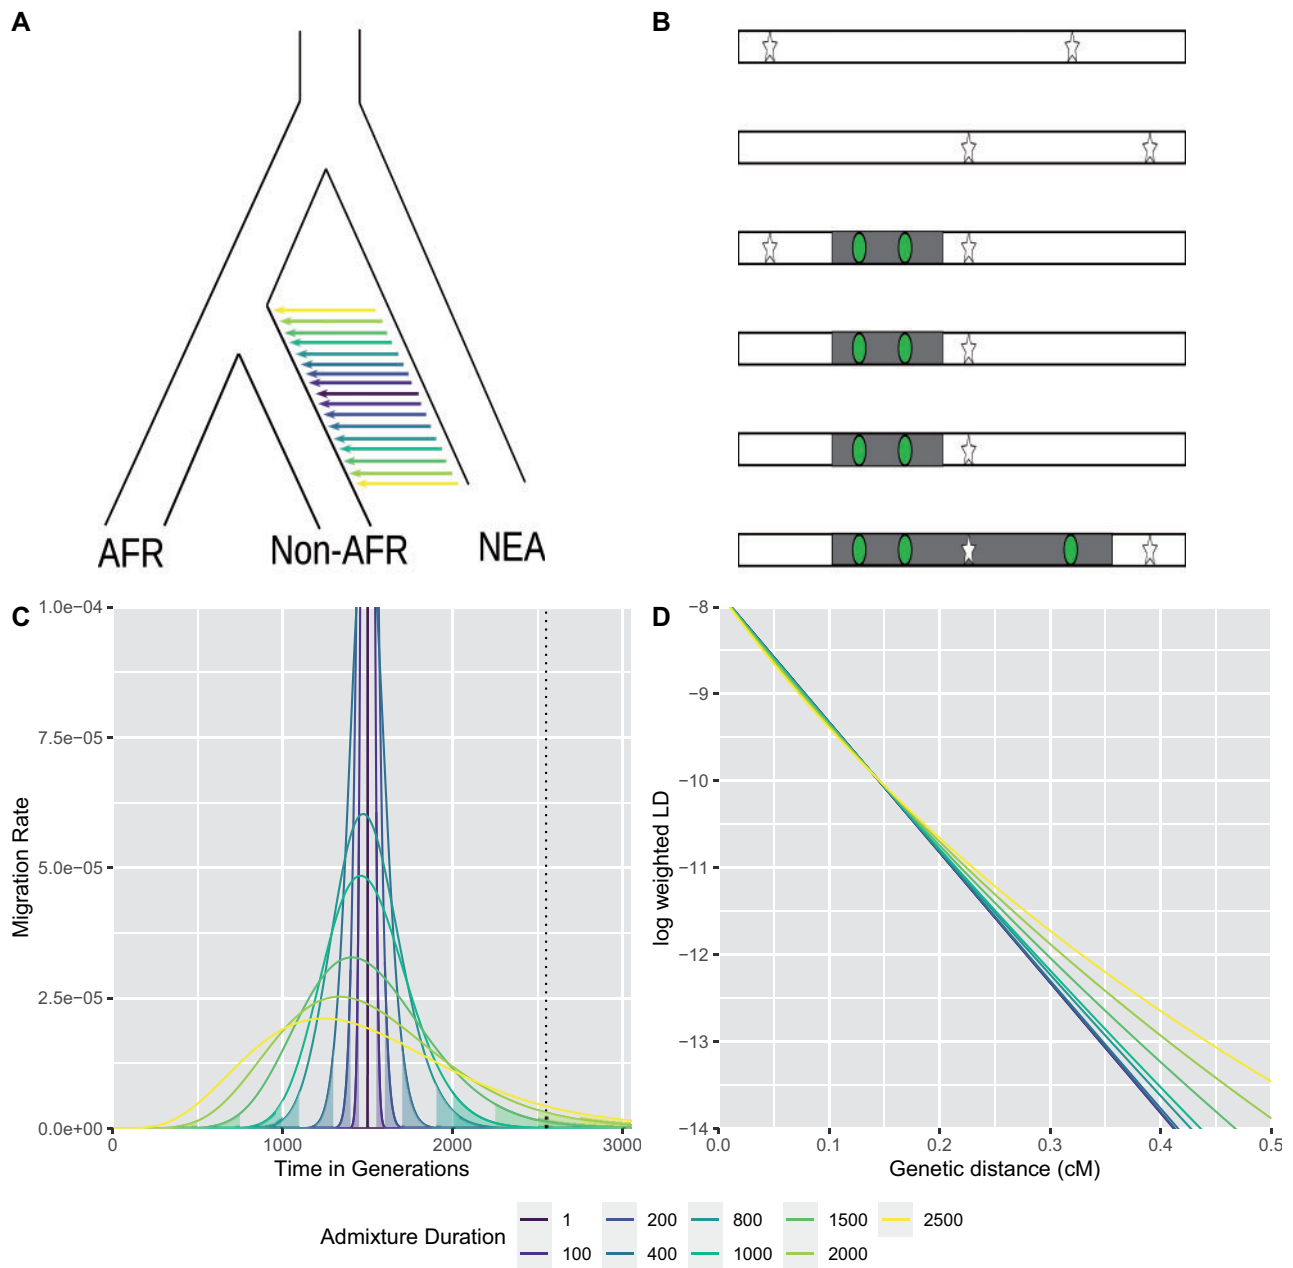 A
B
AFR
Non-AFR
NEA
C
1.0e−04
7.5e−05
5.0e−05
2.5e−05
0.0e+00
Migration Rate
0
1000
2000
3000
Time in Generations
D
−8
−9
−10
−11
−12
−13
−14
log weighted LD
0.0
0.1
0.2
0.3
0.4
0.5
Genetic distance (cM)
Admixture Duration
1
200
800
1500
2500
100
400
1000
2000